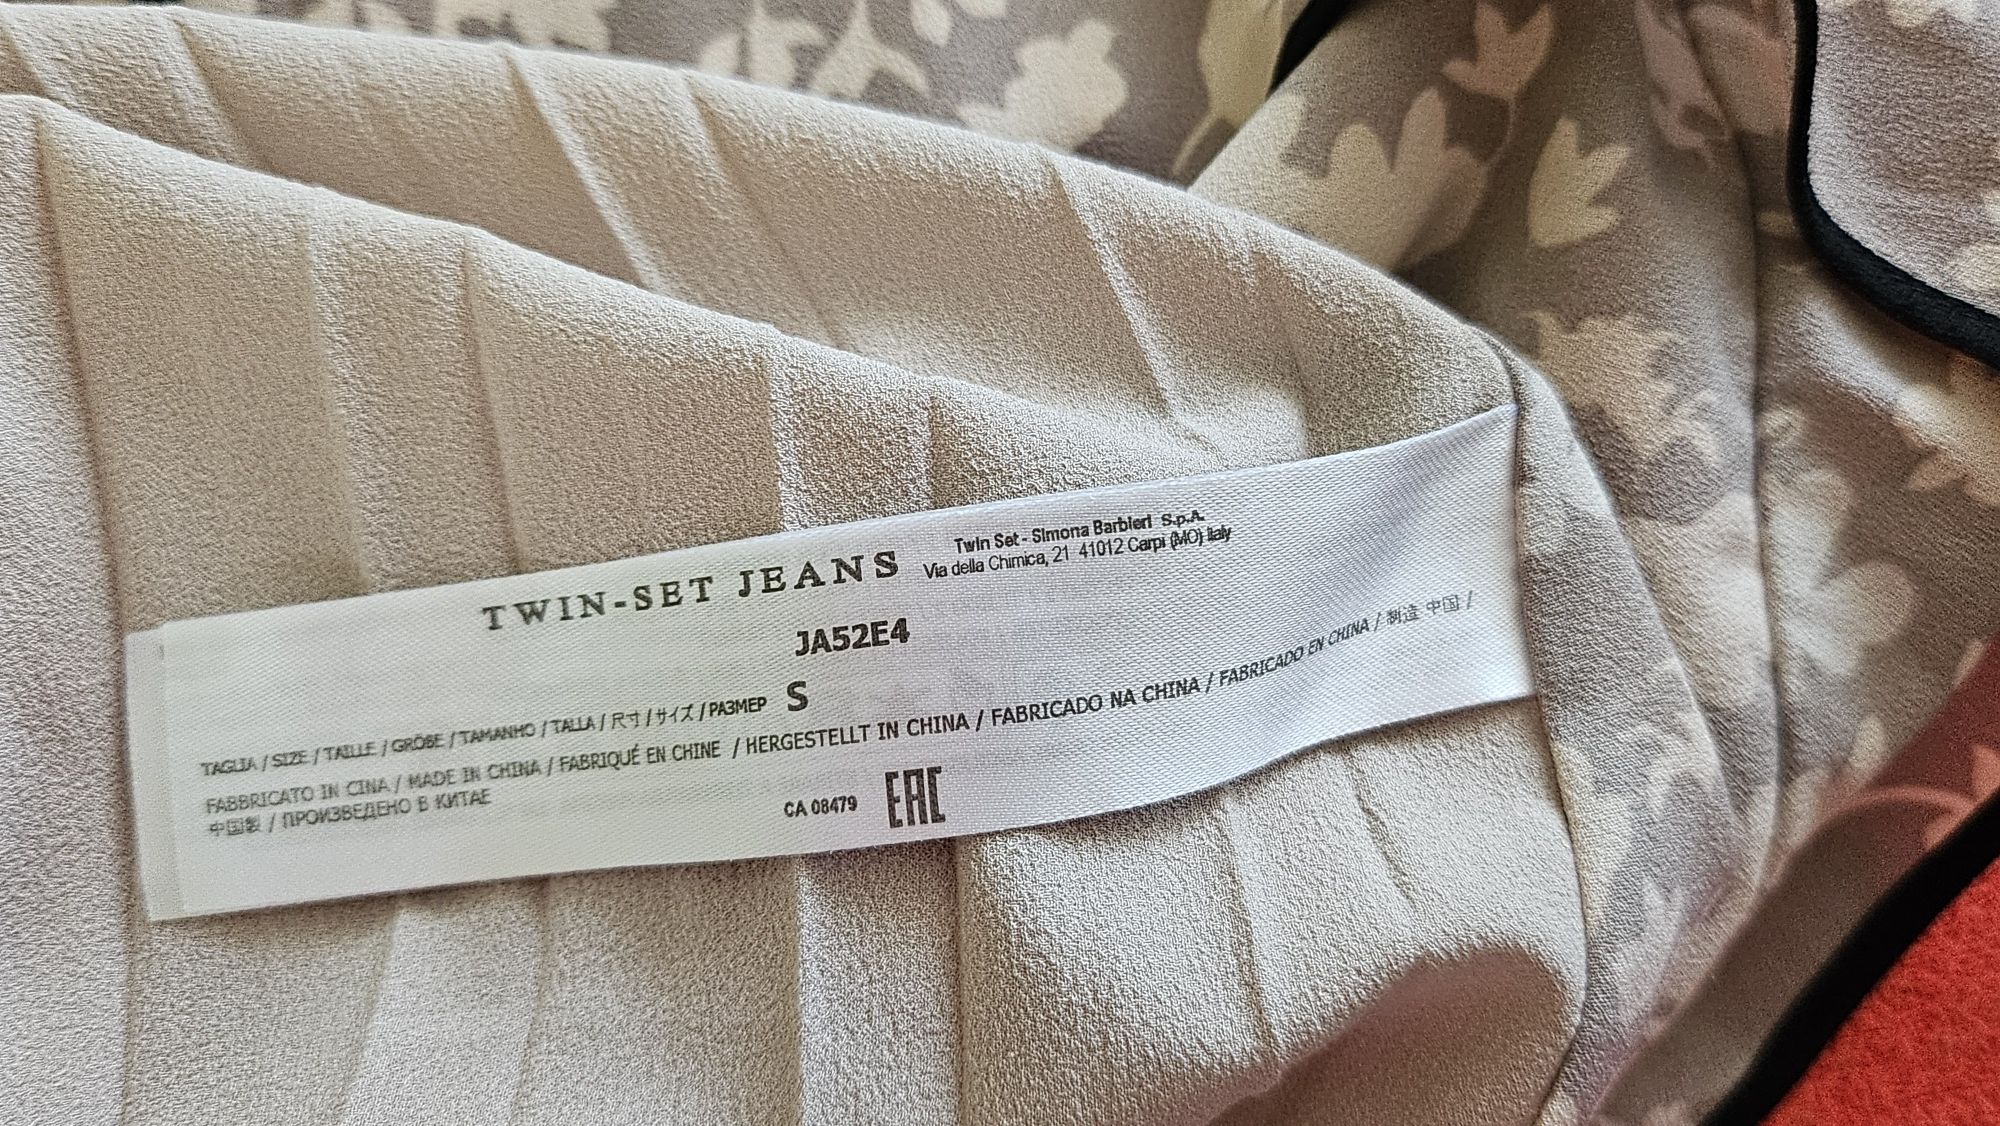 TWIN-SET JEANS
Twin Set - Simona Barbieri S.p.A.
Via della Chimica, 21 41012 Carpi (MO) Italy
JA52E4
TAGLIA / SIZE / TAILLE / GRÖßE / TAMANHO / TALLA / 尺寸 / サイズ / РАЗМЕР S
FABBRICATO IN CINA / MADE IN CHINA / FABRIQUÉ EN CHINE / HERGESTELLT IN CHINA / FABRICADO NA CHINA / FABRICADO EN CHINA / 制造 中国 /
中国製 / ПРОИЗВЕДЕНО В КИТАЕ
CA 08479 EAC